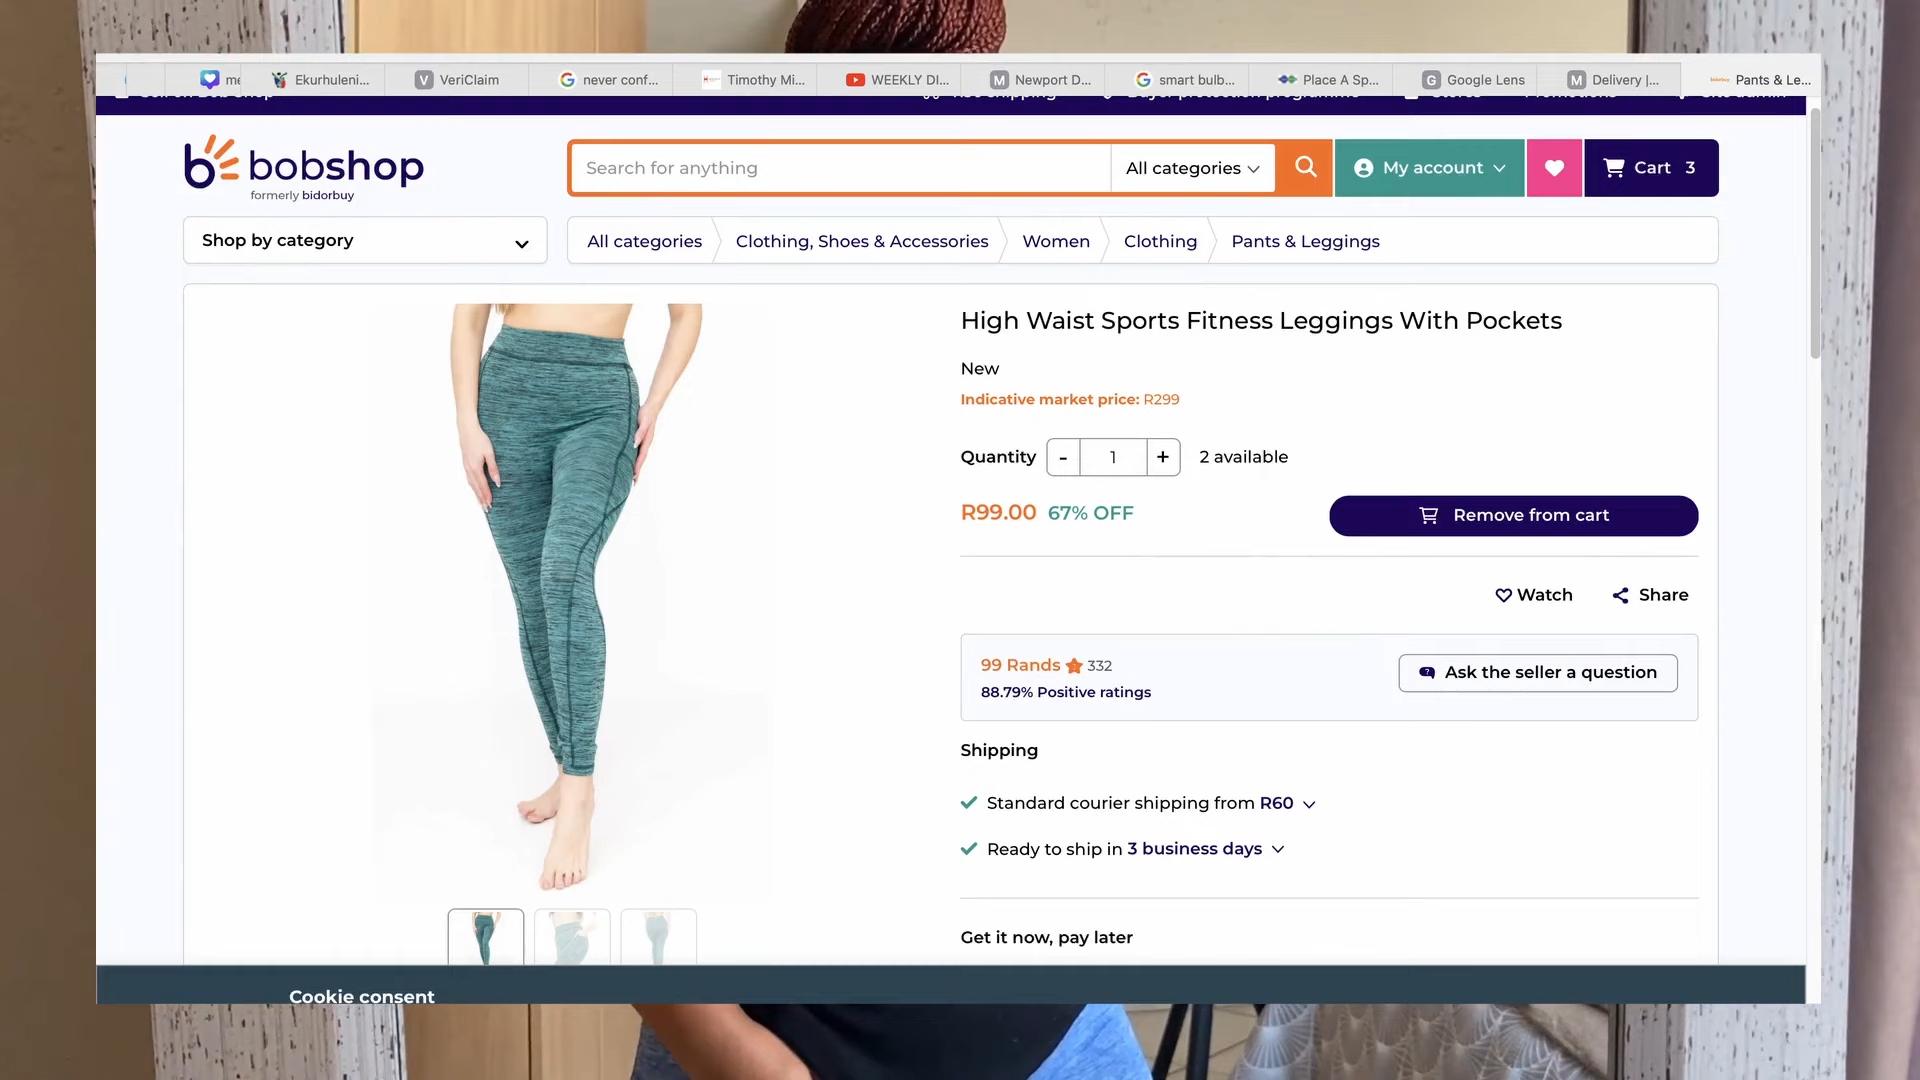 me
Ekurhuleni...
VeriClaim
never conf...
Timothy Mi...
WEEKLY DI...
Newport D...
smart bulb...
Place A Sp...
Google Lens
Delivery |...
Pants & Le...
bobshop
formerly bidorbuy
Search for anything
All categories
My account
Cart 3
Shop by category
All categories
Clothing, Shoes & Accessories
Women
Clothing
Pants & Leggings
High Waist Sports Fitness Leggings With Pockets
New
Indicative market price: R299
Quantity - 1 + 2 available
R99.00 67% OFF
Remove from cart
Watch
Share
99 Rands 332
88.79% Positive ratings
Ask the seller a question
Shipping
Standard courier shipping from R60
Ready to ship in 3 business days
Get it now, pay later
Cookie consent